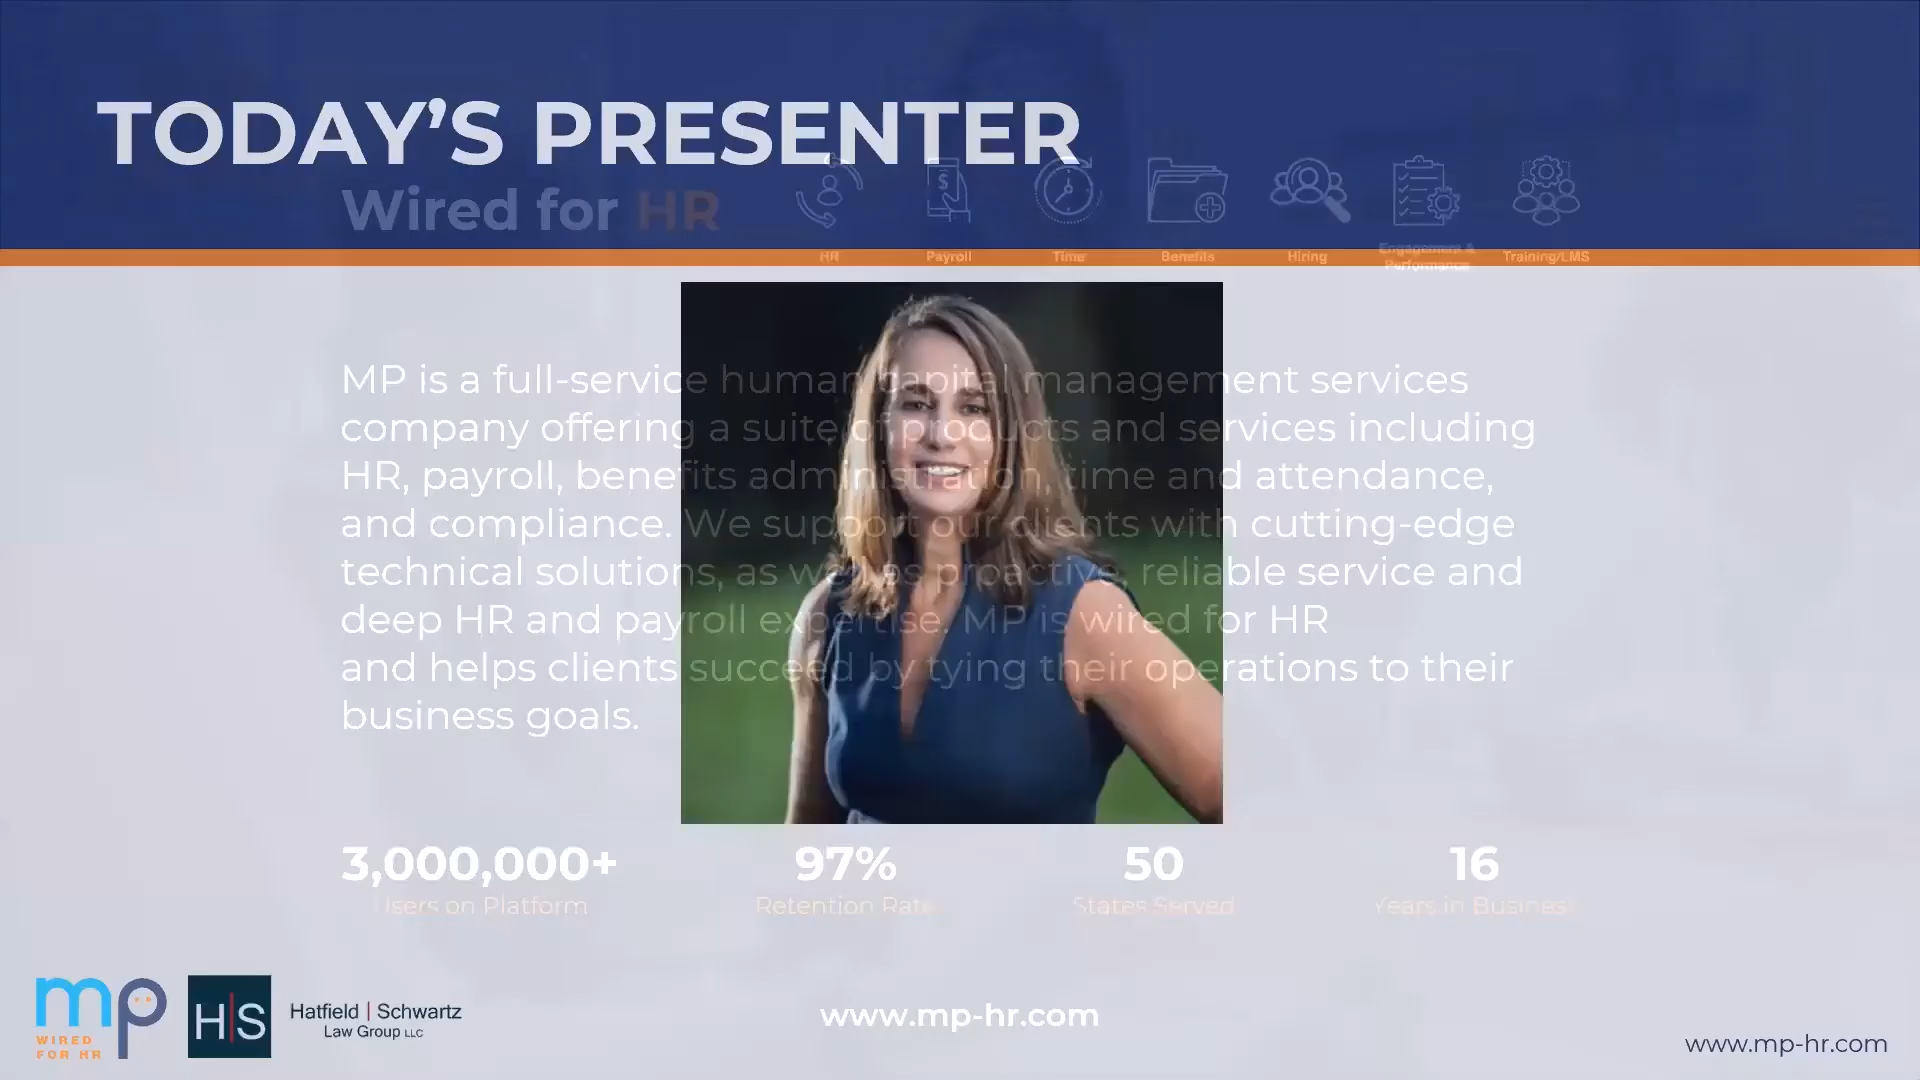 TODAY'S PRESENTER
Wired for HR
HR Payroll Time Benefits Hiring Engagement & Performance Training/LMS
MP is a full-service human capital management services
company offering a suite of products and services including
HR, payroll, benefits administration, time and attendance,
and compliance. We support our clients with cutting-edge
technical solutions, as well as proactive, reliable service and
deep HR and payroll expertise. MP is wired for HR
and helps clients succeed by tying their operations to their
business goals.
3,000,000+ 97% 50 16
Users on Platform Retention Rate States Served Years in Business
mp
WIRED
FOR HR
H|S
Hatfield | Schwartz
Law Group LLC
www.mp-hr.com
www.mp-hr.com